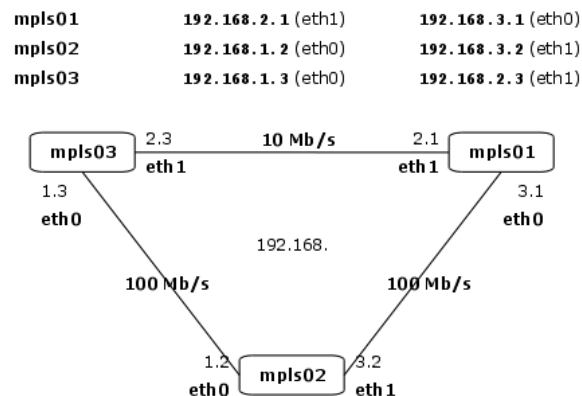 mpls01 192.168.2.1 (eth1) 192.168.3.1 (eth0)
mpls02 192.168.1.2 (eth0) 192.168.3.2 (eth1)
mpls03 192.168.1.3 (eth0) 192.168.2.3 (eth1)
2.3 10 Mb/s 2.1
mpls03 mpls01
eth1 eth1
1.3 3.1
eth0 eth0
192.168.
100 Mb/s 100 Mb/s
1.2 3.2
mpls02
eth0 eth1